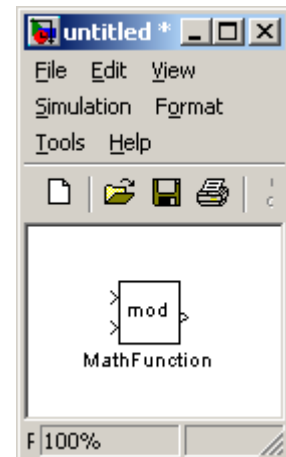 untitled *
File Edit View
Simulation Format
Tools Help
mod
MathFunction
F 100%